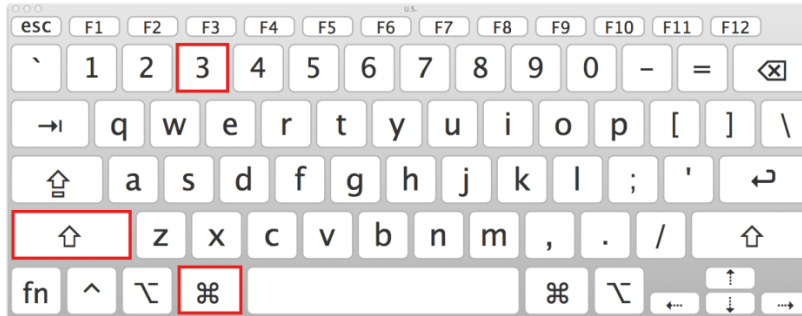 U.S.
esc F1 F2 F3 F4 F5 F6 F7 F8 F9 F10 F11 F12
` 1 2 3 4 5 6 7 8 9 0 - = ⌫
⇥ q w e r t y u i o p [ ] \
⇪ a s d f g h j k l ; ' ↩
⇧ z x c v b n m , . / ⇧
fn ^ ⌥ ⌘ ⌘ ⌥ ⇠ ⇡ ⇣ ⇢